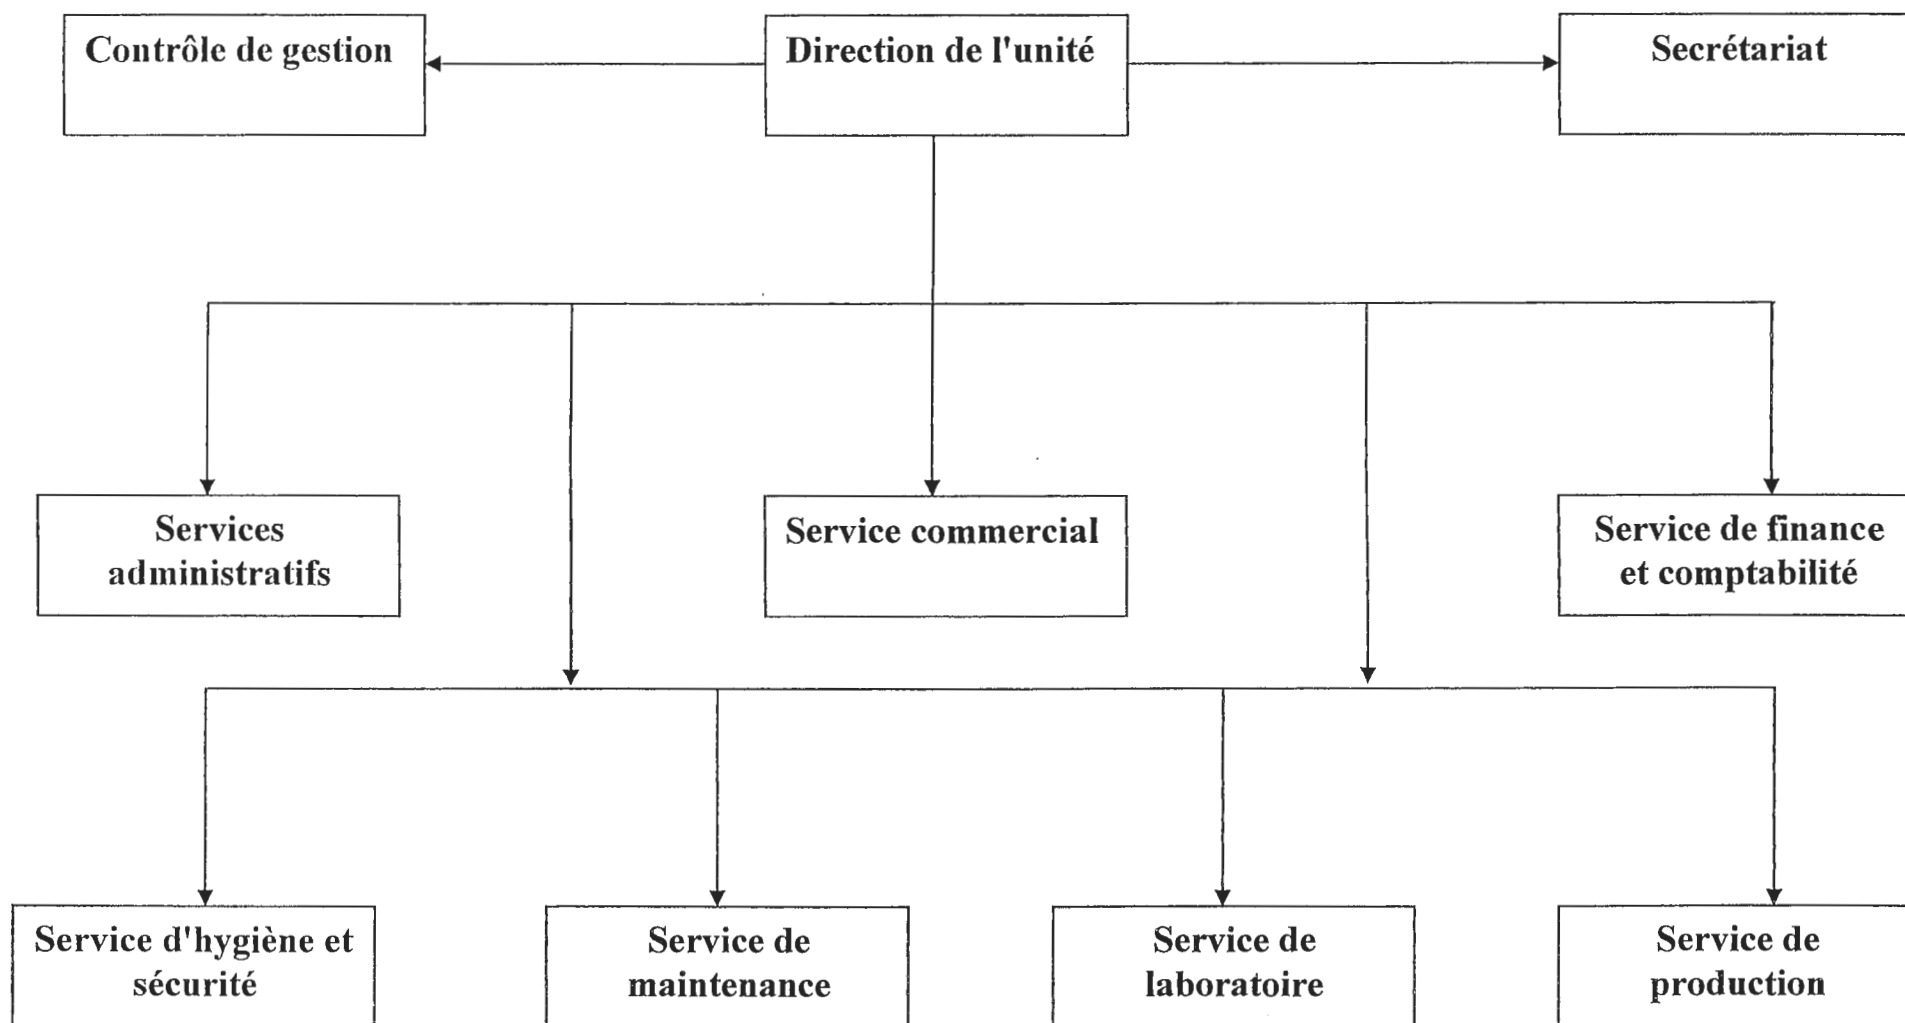 Contrôle de gestion
Direction de l'unité
Secrétariat
Services
administratifs
Service commercial
Service de finance
et comptabilité
Service d'hygiène et
sécurité
Service de
maintenance
Service de
laboratoire
Service de
production